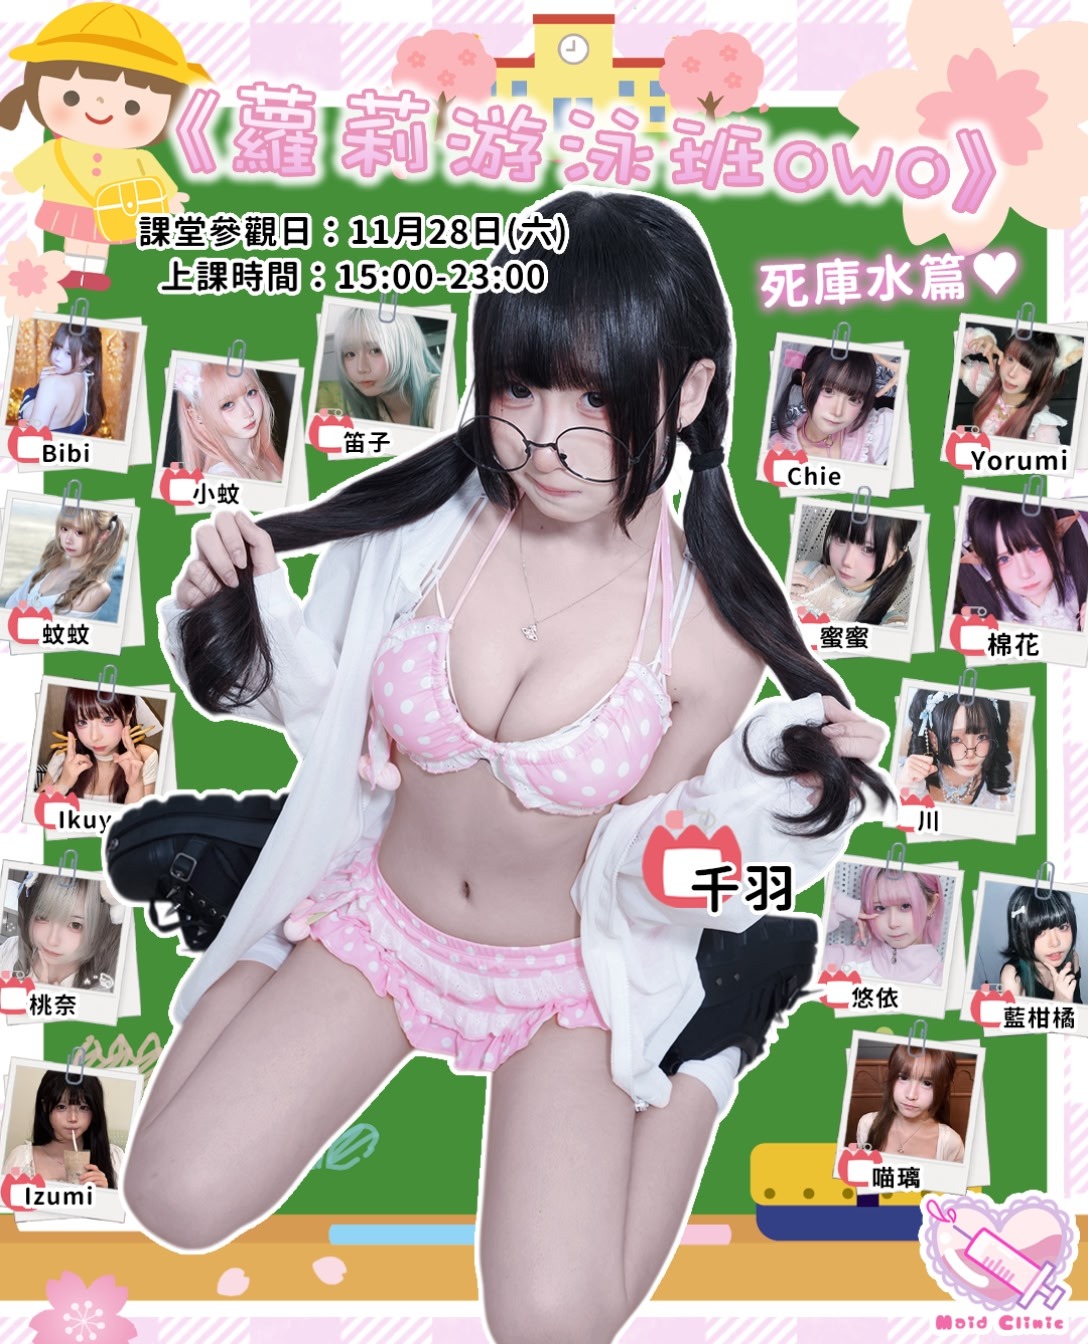 《蘿莉游泳班owo》
課堂參觀日：11月28日(六)
上課時間：15:00-23:00
死庫水篇♥
Bibi
小蚊
笛子
Chie
Yorumi
蚊蚊
蜜蜜
棉花
Ikuy
川
千羽
桃奈
悠依
藍柑橘
Izumi
喵璃
Maid Clinic